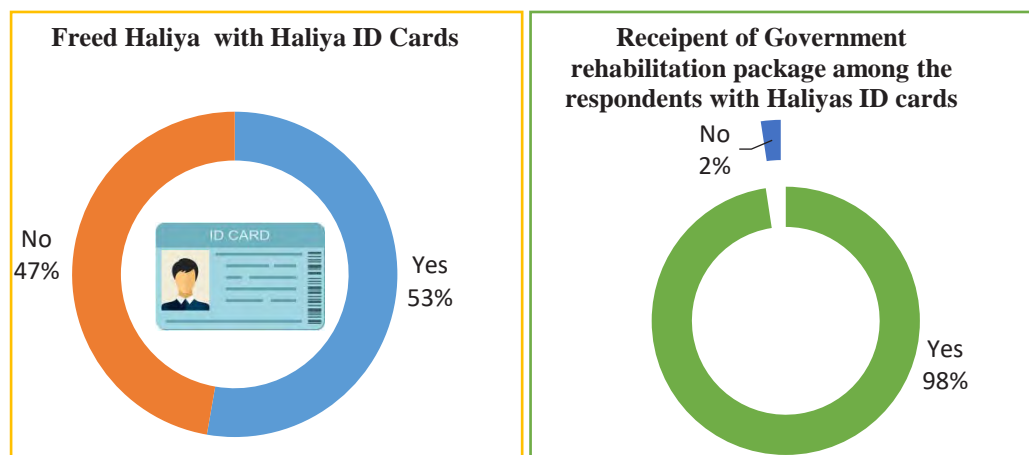 Freed Haliya with Haliya ID Cards
No
47%
ID CARD
Yes
53%
Receipent of Government
rehabilitation package among the
respondents with Haliyas ID cards
No
2%
Yes
98%